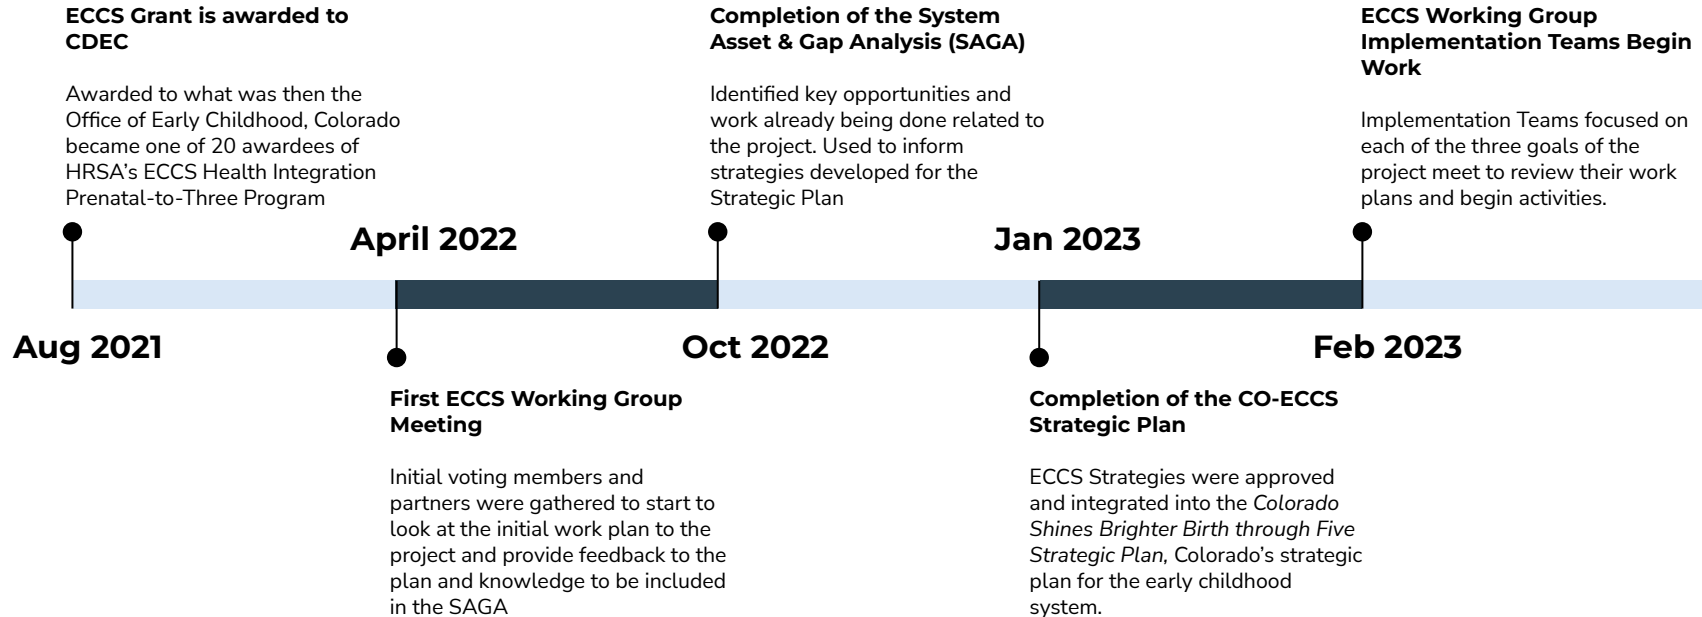 ECCS Grant is awarded to
CDEC
Awarded to what was then the
Office of Early Childhood, Colorado
became one of 20 awardees of
HRSA's ECCS Health Integration
Prenatal-to-Three Program
Aug 2021
April 2022
First ECCS Working Group
Meeting
Initial voting members and
partners were gathered to start to
look at the initial work plan to the
project and provide feedback to the
plan and knowledge to be included
in the SAGA
Completion of the System
Asset & Gap Analysis (SAGA)
Identified key opportunities and
work already being done related to
the project. Used to inform
strategies developed for the
Strategic Plan
Oct 2022
Jan 2023
Completion of the CO-ECCS
Strategic Plan
ECCS Strategies were approved
and integrated into the Colorado
Shines Brighter Birth through Five
Strategic Plan, Colorado's strategic
plan for the early childhood
system.
ECCS Working Group
Implementation Teams Begin
Work
Implementation Teams focused on
each of the three goals of the
project meet to review their work
plans and begin activities.
Feb 2023